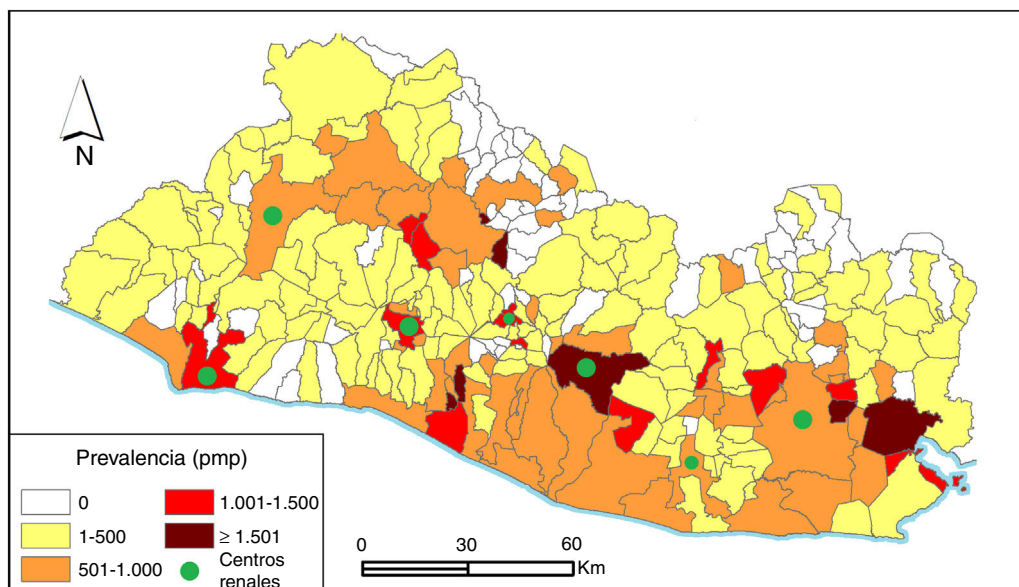 N
Prevalencia (pmp)
0
1-500
501-1.000
1.001-1.500
≥ 1.501
Centros
renales
0 30 60
Km